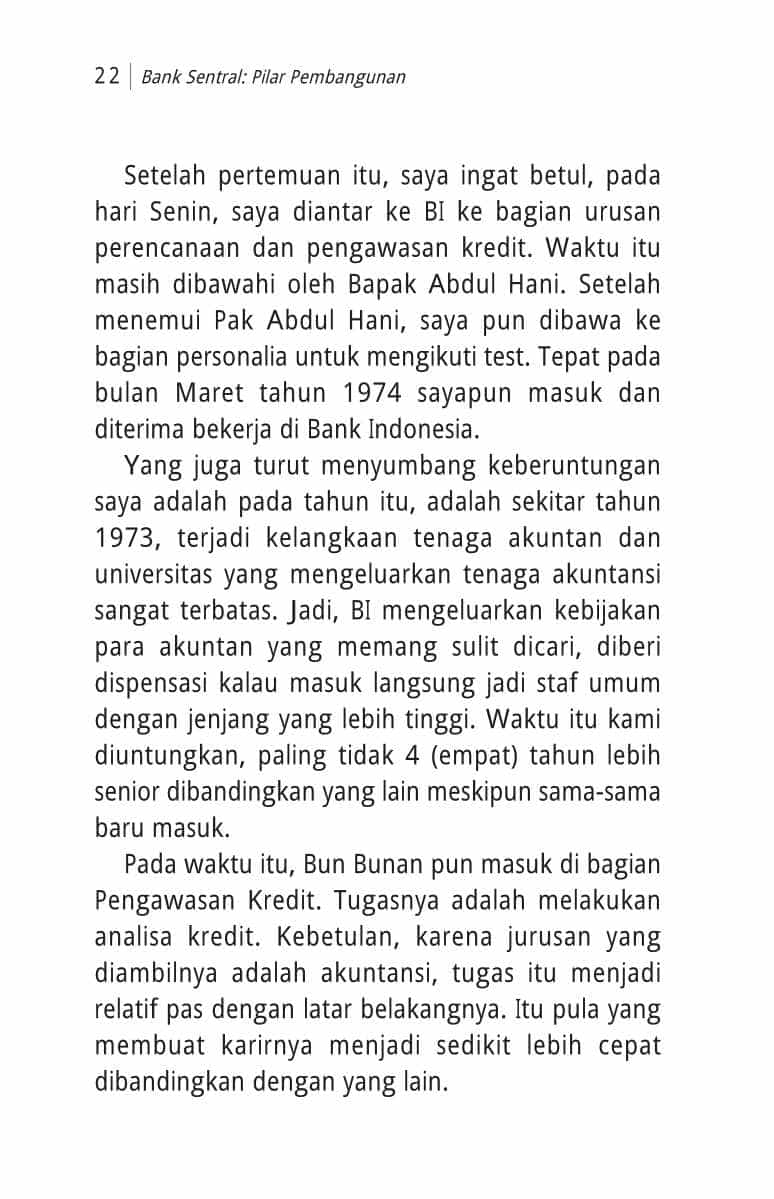 22 | Bank Sentral: Pilar Pembangunan
Setelah pertemuan itu, saya ingat betul, pada
hari Senin, saya diantar ke BI ke bagian urusan
perencanaan dan pengawasan kredit. Waktu itu
masih dibawahi oleh Bapak Abdul Hani. Setelah
menemui Pak Abdul Hani, saya pun dibawa ke
bagian personalia untuk mengikuti test. Tepat pada
bulan Maret tahun 1974 sayapun masuk dan
diterima bekerja di Bank Indonesia.
Yang juga turut menyumbang keberuntungan
saya adalah pada tahun itu, adalah sekitar tahun
1973, terjadi kelangkaan tenaga akuntan dan
universitas yang mengeluarkan tenaga akuntansi
sangat terbatas. Jadi, BI mengeluarkan kebijakan
para akuntan yang memang sulit dicari, diberi
dispensasi kalau masuk langsung jadi staf umum
dengan jenjang yang lebih tinggi. Waktu itu kami
diuntungkan, paling tidak 4 (empat) tahun lebih
senior dibandingkan yang lain meskipun sama-sama
baru masuk.
Pada waktu itu, Bun Bunan pun masuk di bagian
Pengawasan Kredit. Tugasnya adalah melakukan
analisa kredit. Kebetulan, karena jurusan yang
diambilnya adalah akuntansi, tugas itu menjadi
relatif pas dengan latar belakangnya. Itu pula yang
membuat karirnya menjadi sedikit lebih cepat
dibandingkan dengan yang lain.